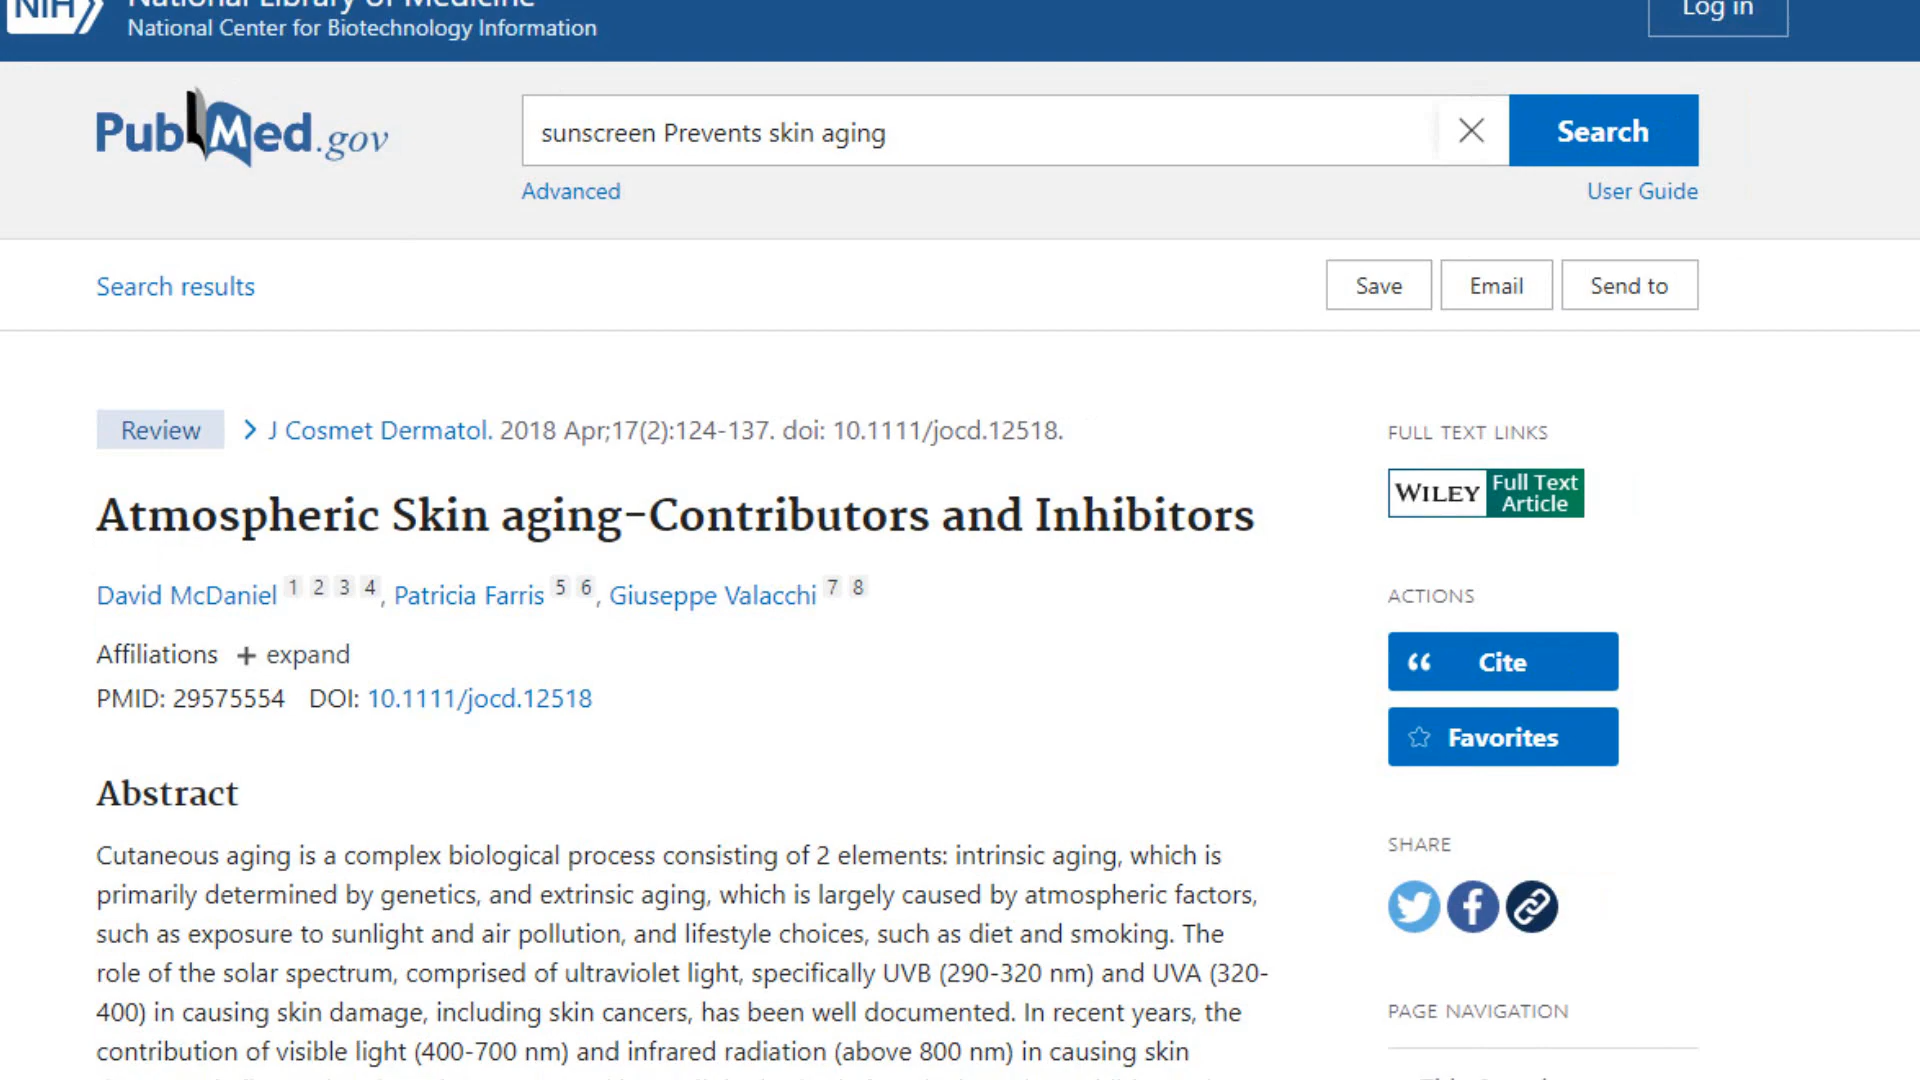 NIH National Library of Medicine
National Center for Biotechnology Information
Log in
PubMed.gov
sunscreen Prevents skin aging
Search
Advanced
User Guide
Search results
Save
Email
Send to
Review
J Cosmet Dermatol. 2018 Apr;17(2):124-137. doi: 10.1111/jocd.12518.
Atmospheric Skin aging-Contributors and Inhibitors
David McDaniel 1 2 3 4, Patricia Farris 5 6, Giuseppe Valacchi 7 8
Affiliations + expand
PMID: 29575554 DOI: 10.1111/jocd.12518
Abstract
Cutaneous aging is a complex biological process consisting of 2 elements: intrinsic aging, which is
primarily determined by genetics, and extrinsic aging, which is largely caused by atmospheric factors,
such as exposure to sunlight and air pollution, and lifestyle choices, such as diet and smoking. The
role of the solar spectrum, comprised of ultraviolet light, specifically UVB (290-320 nm) and UVA (320-
400) in causing skin damage, including skin cancers, has been well documented. In recent years, the
contribution of visible light (400-700 nm) and infrared radiation (above 800 nm) in causing skin
FULL TEXT LINKS
WILEY Full Text
Article
ACTIONS
Cite
Favorites
SHARE
PAGE NAVIGATION